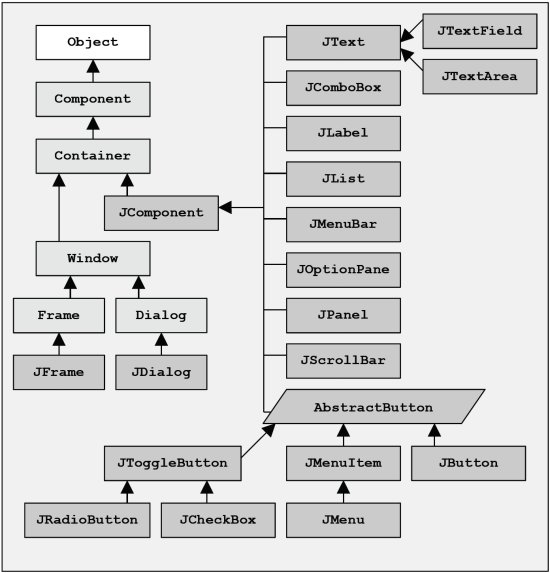 Object
Component
Container
JComponent
Window
Frame
Dialog
JFrame
JDialog
JText
JTextField
JTextArea
JComboBox
JLabel
JList
JMenuBar
JOptionPane
JPanel
JScrollBar
AbstractButton
JToggleButton
JMenuItem
JButton
JRadioButton
JCheckBox
JMenu